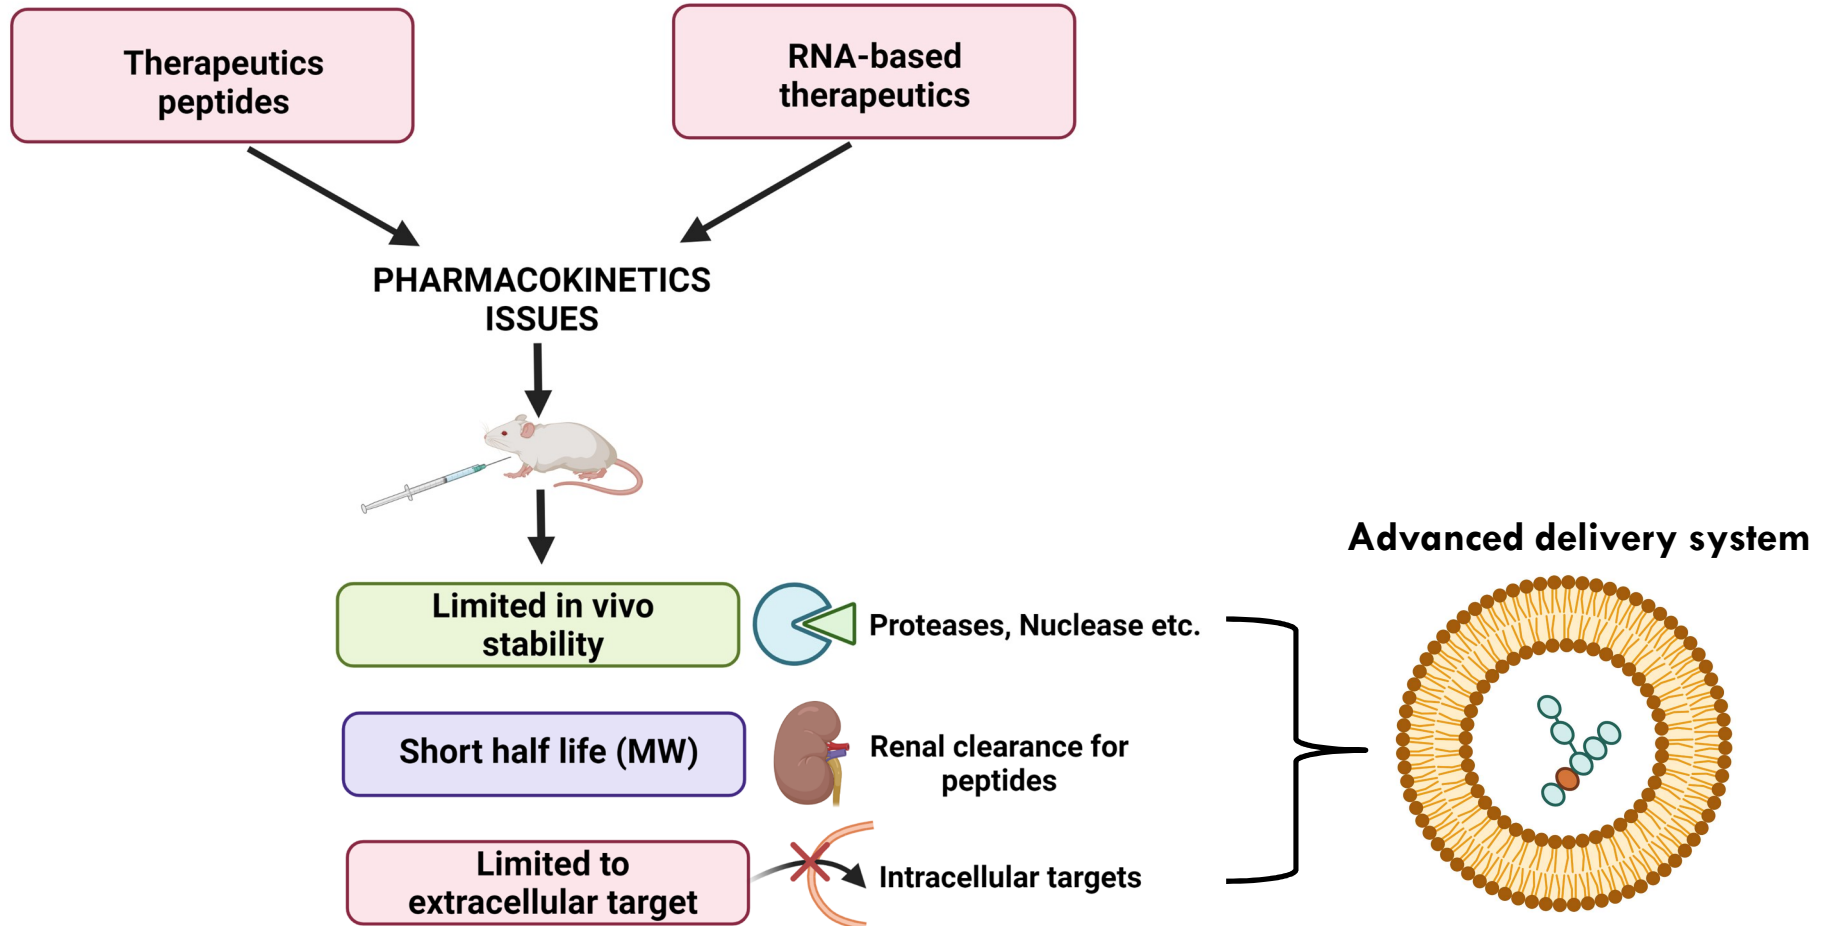 Therapeutics
peptides
RNA-based
therapeutics
PHARMACOKINETICS
ISSUES
Advanced delivery system
Limited in vivo
stability
Proteases, Nuclease etc.
Short half life (MW)
Renal clearance for
peptides
Limited to
extracellular target
Intracellular targets